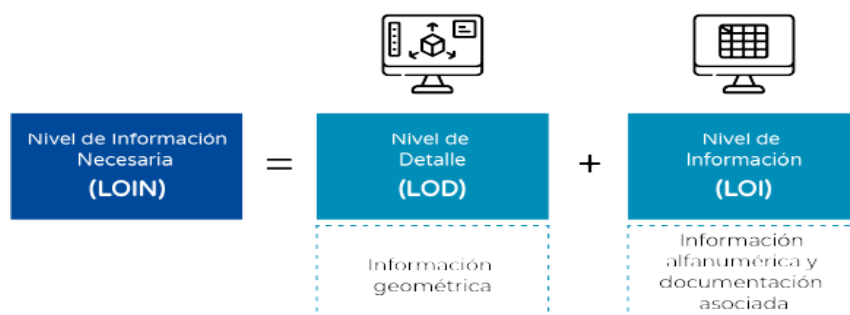 Nivel de Información
Necesaria
(LOIN)
=
Nivel de
Detalle
(LOD)
+
Nivel de
Información
(LOI)
Información
geométrica
Información
alfanumérica y
documentación
asociada